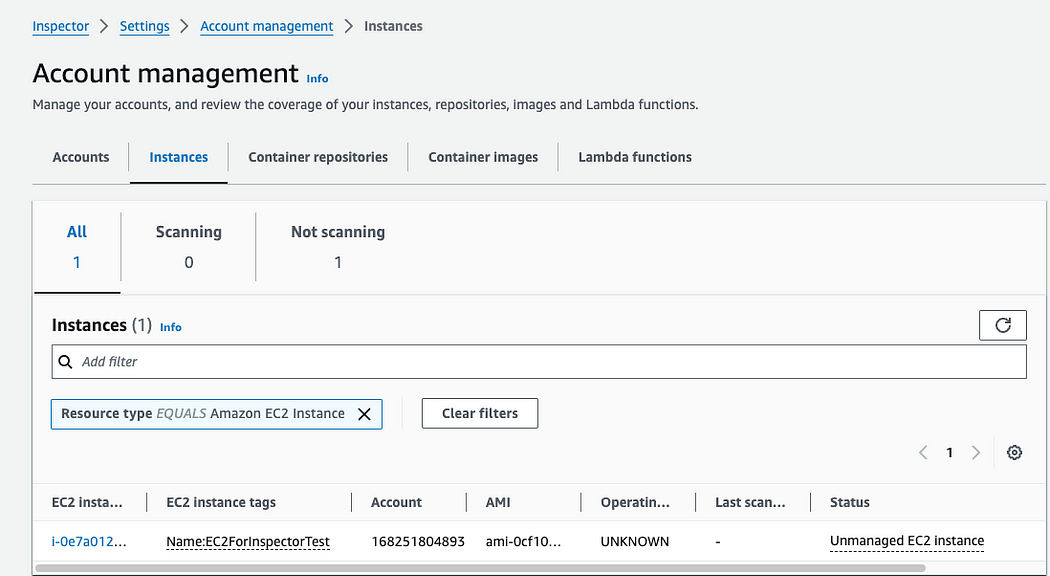 Inspector > Settings > Account management > Instances
Account management Info
Manage your accounts, and review the coverage of your instances, repositories, images and Lambda functions.
Accounts Instances Container repositories Container images Lambda functions
All Scanning Not scanning
1 0 1
Instances (1) Info
Add filter
Resource type EQUALS Amazon EC2 Instance Clear filters
1
EC2 insta... EC2 instance tags Account AMI Operatin... Last scan... Status
i-0e7a012... Name:EC2ForInspectorTest 168251804893 ami-0cf10... UNKNOWN - Unmanaged EC2 instance